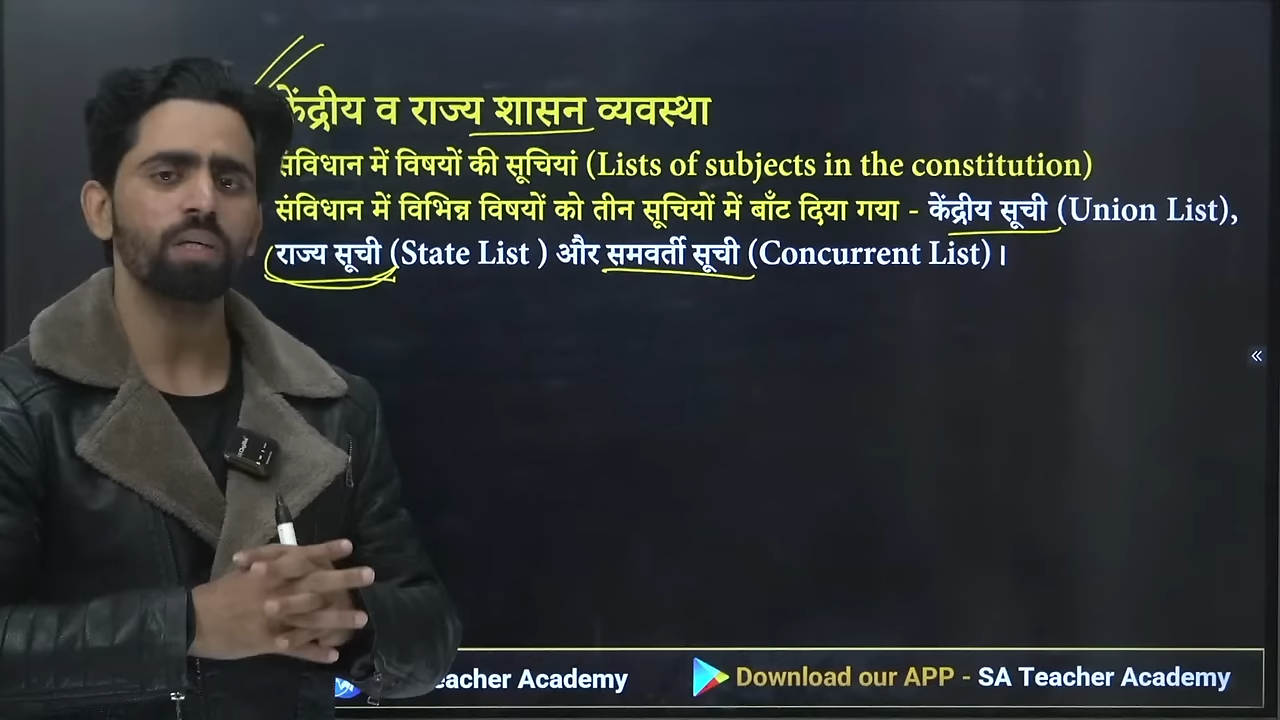 केंद्रीय व राज्य शासन व्यवस्था
संविधान में विषयों की सूचियां (Lists of subjects in the constitution)
संविधान में विभिन्न विषयों को तीन सूचियों में बाँट दिया गया - केंद्रीय सूची (Union List),
राज्य सूची (State List ) और समवर्ती सूची (Concurrent List)।
Academy
Download our APP - SA Teacher Academy